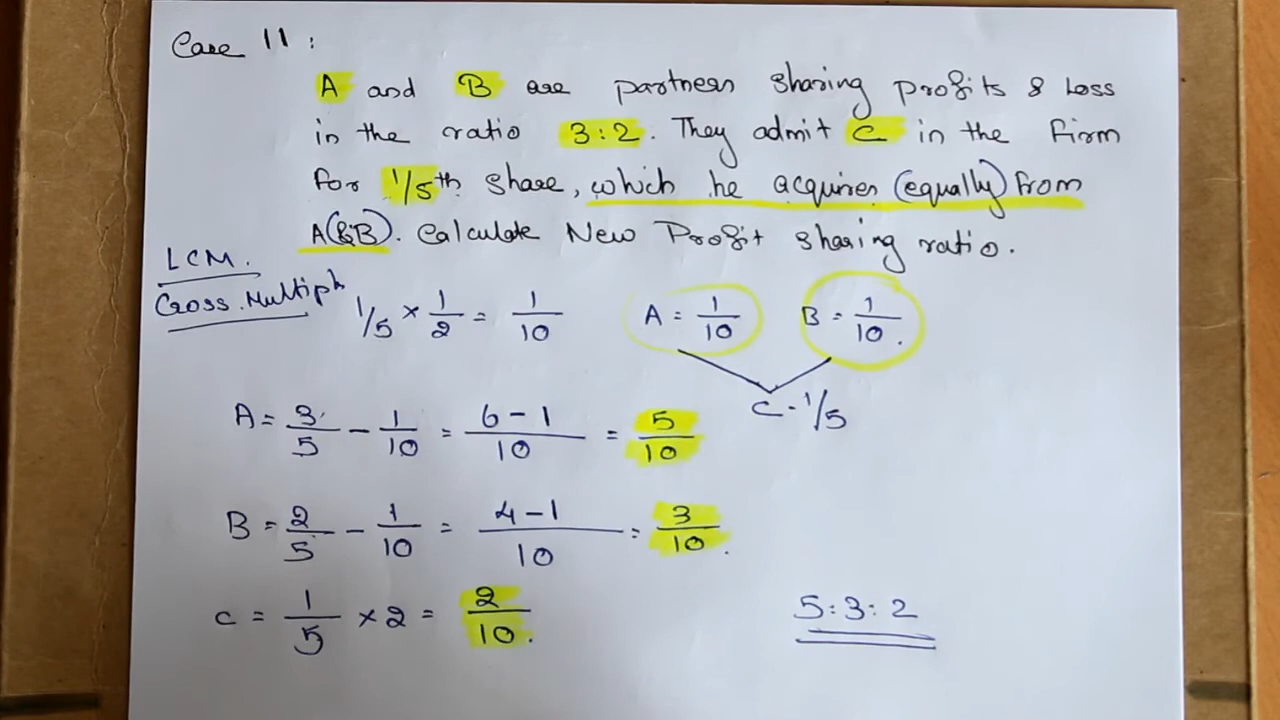 Case 11 :
A and B are partners sharing profits & Loss
in the ratio 3:2. They admit C in the firm
for 1/5th share, which he acquires (equally) from
A(&B). Calculate New Profit sharing ratio.
LCM.
Cross Multiply
1/5 × 1/2 = 1/10 A = 1/10 B = 1/10.
C - 1/5
A = 3/5 - 1/10 = 6-1/10 = 5/10
B = 2/5 - 1/10 = 4-1/10 = 3/10.
C = 1/5 × 2 = 2/10.
5:3:2